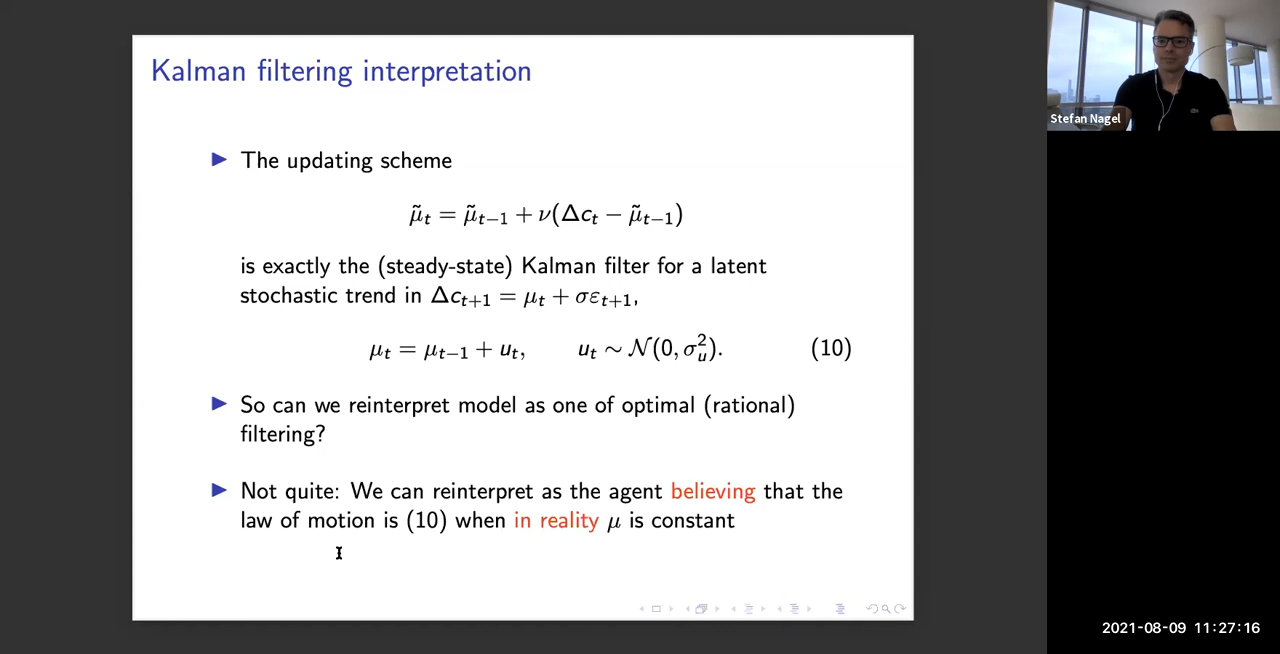 Kalman filtering interpretation
▶ The updating scheme
μ̃ₜ = μ̃ₜ₋₁ + ν(Δcₜ − μ̃ₜ₋₁)
is exactly the (steady-state) Kalman filter for a latent
stochastic trend in Δcₜ₊₁ = μₜ + σεₜ₊₁,
μₜ = μₜ₋₁ + uₜ, uₜ ∼ 𝒩(0, σᵤ²). (10)
▶ So can we reinterpret model as one of optimal (rational)
filtering?
▶ Not quite: We can reinterpret as the agent believing that the
law of motion is (10) when in reality μ is constant
Stefan Nagel
2021-08-09 11:27:16